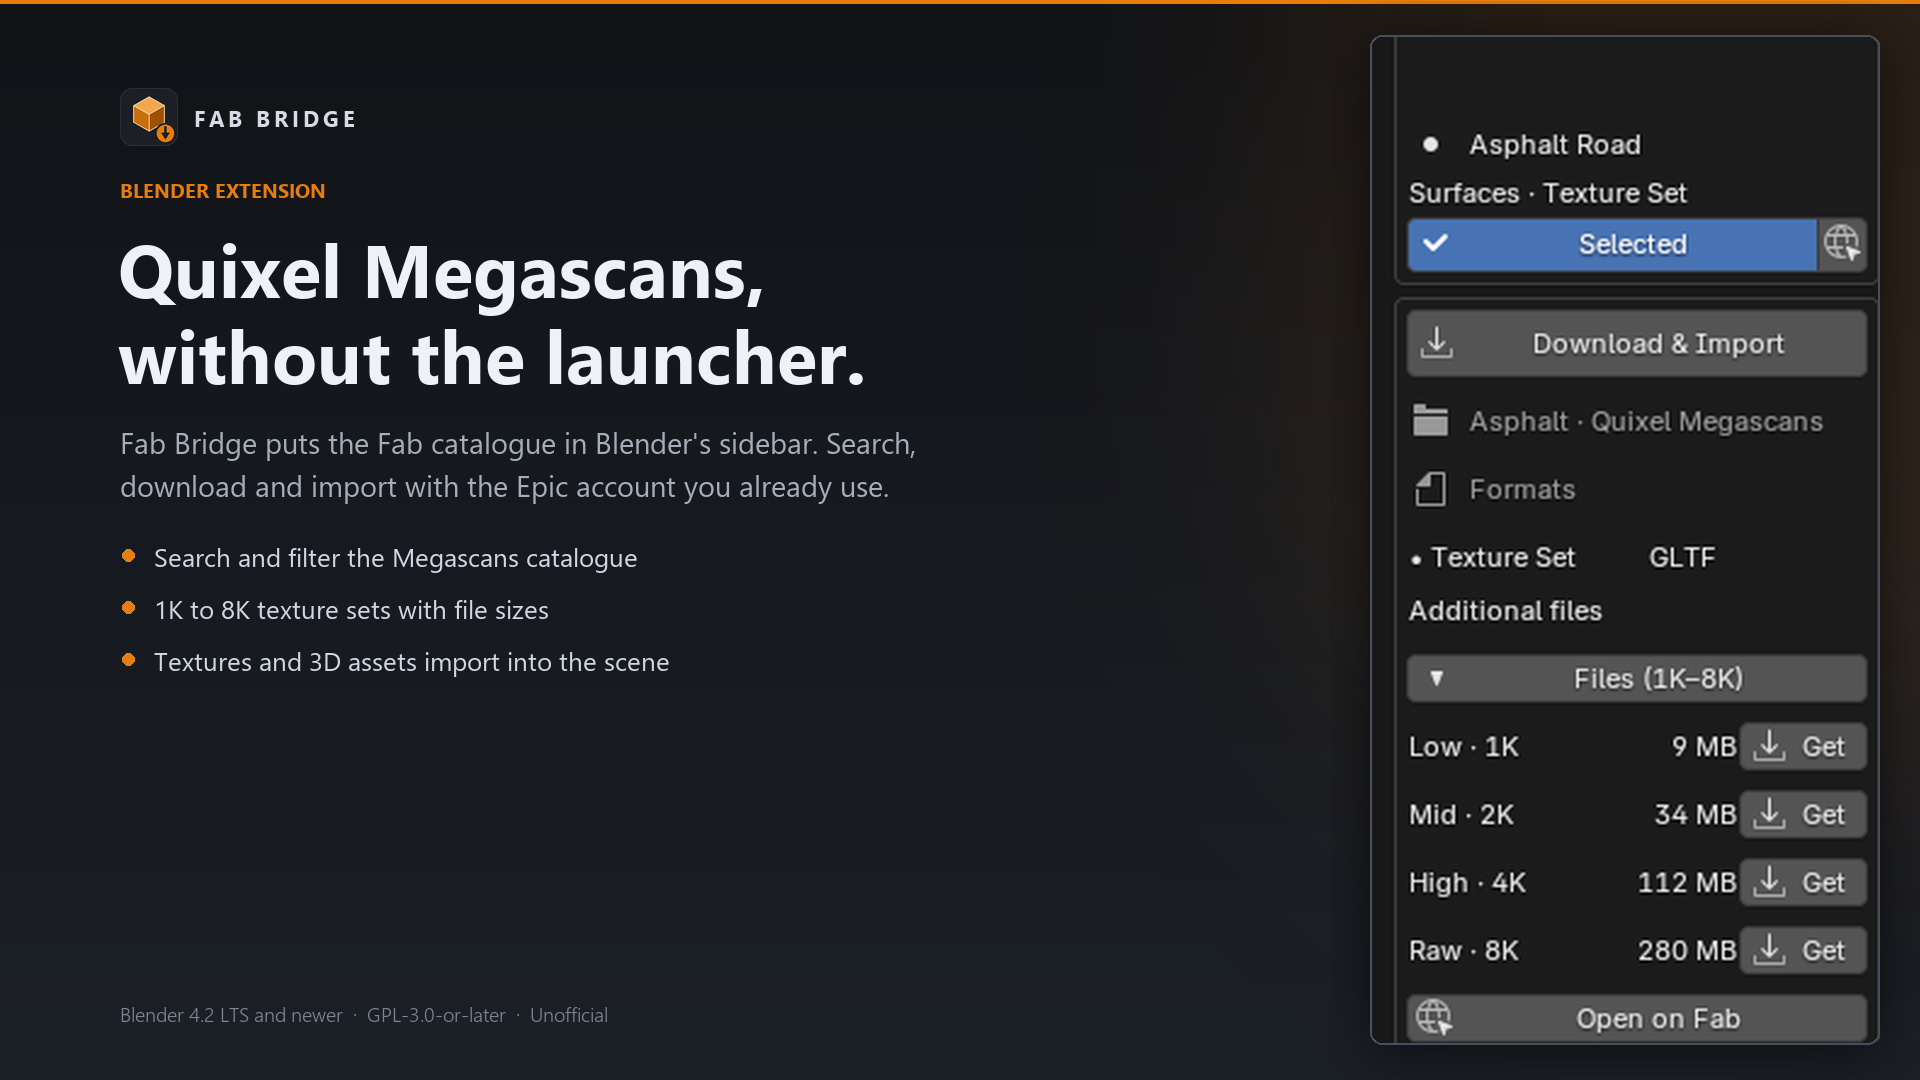 FAB BRIDGE
BLENDER EXTENSION
Quixel Megascans,
without the launcher.
Fab Bridge puts the Fab catalogue in Blender's sidebar. Search,
download and import with the Epic account you already use.
Search and filter the Megascans catalogue
1K to 8K texture sets with file sizes
Textures and 3D assets import into the scene
Blender 4.2 LTS and newer · GPL-3.0-or-later · Unofficial
Asphalt Road
Surfaces · Texture Set
Selected
Download & Import
Asphalt · Quixel Megascans
Formats
• Texture Set GLTF
Additional files
Files (1K–8K)
Low · 1K 9 MB Get
Mid · 2K 34 MB Get
High · 4K 112 MB Get
Raw · 8K 280 MB Get
Open on Fab